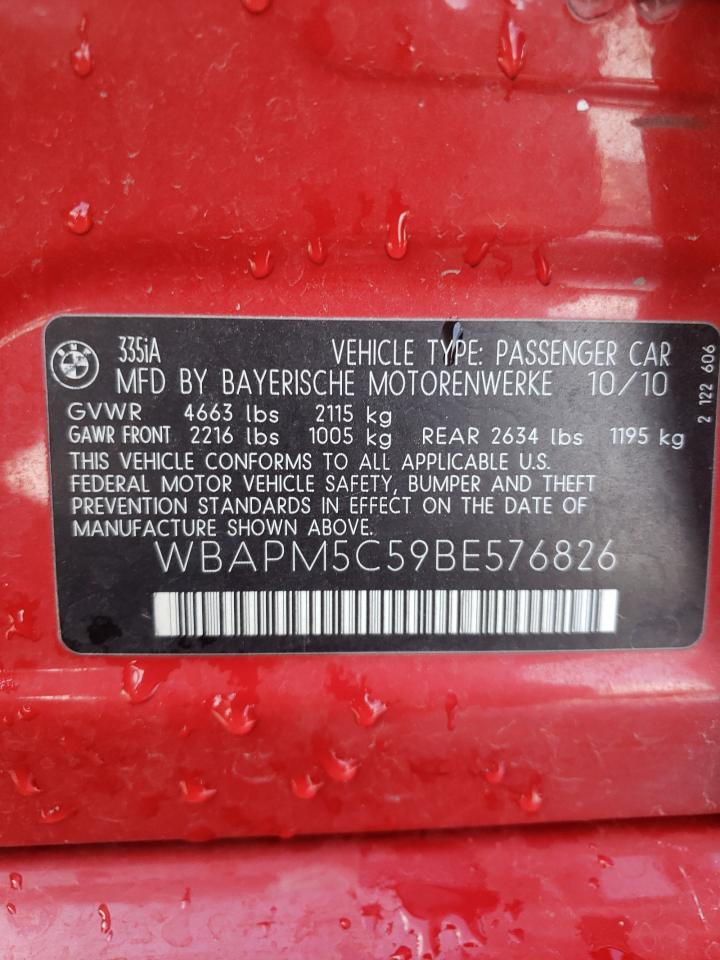 BMW
335iA VEHICLE TYPE: PASSENGER CAR
MFD BY BAYERISCHE MOTORENWERKE 10/10
GVWR 4663 lbs 2115 kg
GAWR FRONT 2216 lbs 1005 kg REAR 2634 lbs 1195 kg
THIS VEHICLE CONFORMS TO ALL APPLICABLE U.S.
FEDERAL MOTOR VEHICLE SAFETY, BUMPER AND THEFT
PREVENTION STANDARDS IN EFFECT ON THE DATE OF
MANUFACTURE SHOWN ABOVE.
WBAPM5C59BE576826
2 122 606